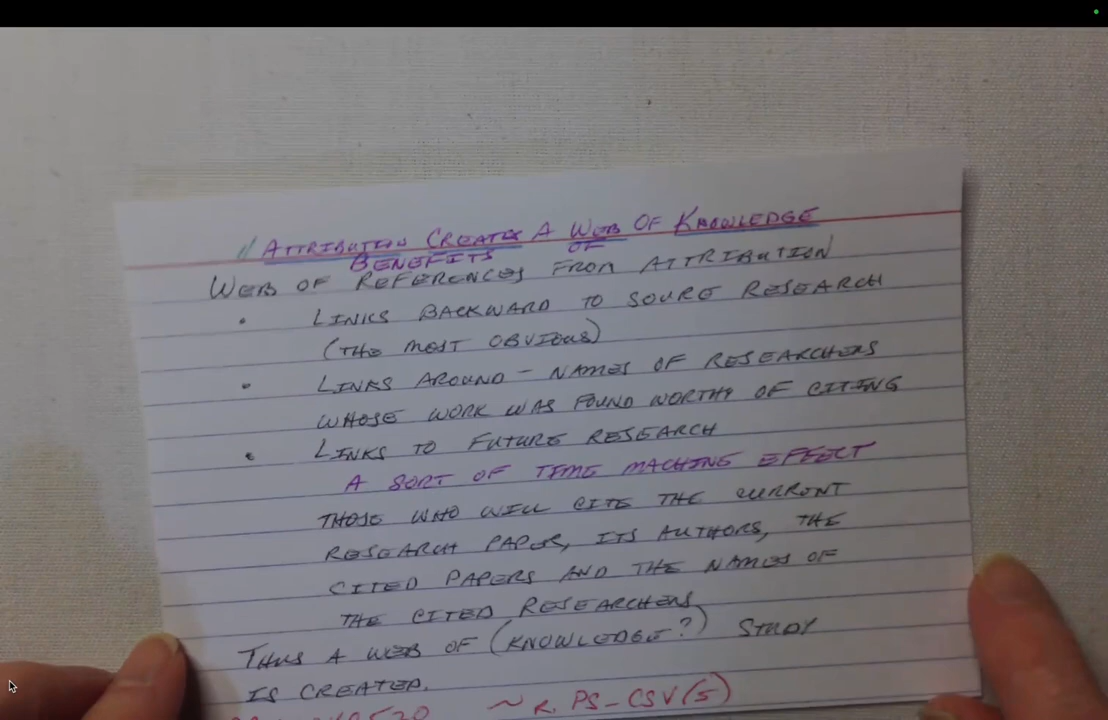 // ATTRIBUTION CREATES A WEB OF KNOWLEDGE
BENEFITS OF
WEB OF REFERENCES FROM ATTRIBUTION
• LINKS BACKWARD TO SOURE RESEARCH
(THE MOST OBVIOUS)
• LINKS AROUND – NAMES OF RESEARCHERS
WHOSE WORK WAS FOUND WORTHY OF CITING
• LINKS TO FUTURE RESEARCH
A SORT OF TIME MACHINE EFFECT
THOSE WHO WILL CITE THE CURRENT
RESEARCH PAPER, ITS AUTHORS, THE
CITED PAPERS AND THE NAMES OF
THE CITED RESEARCHERS
THUS A WEB OF (KNOWLEDGE?) STUDY
IS CREATED.
~ R. PS-CSV(S)